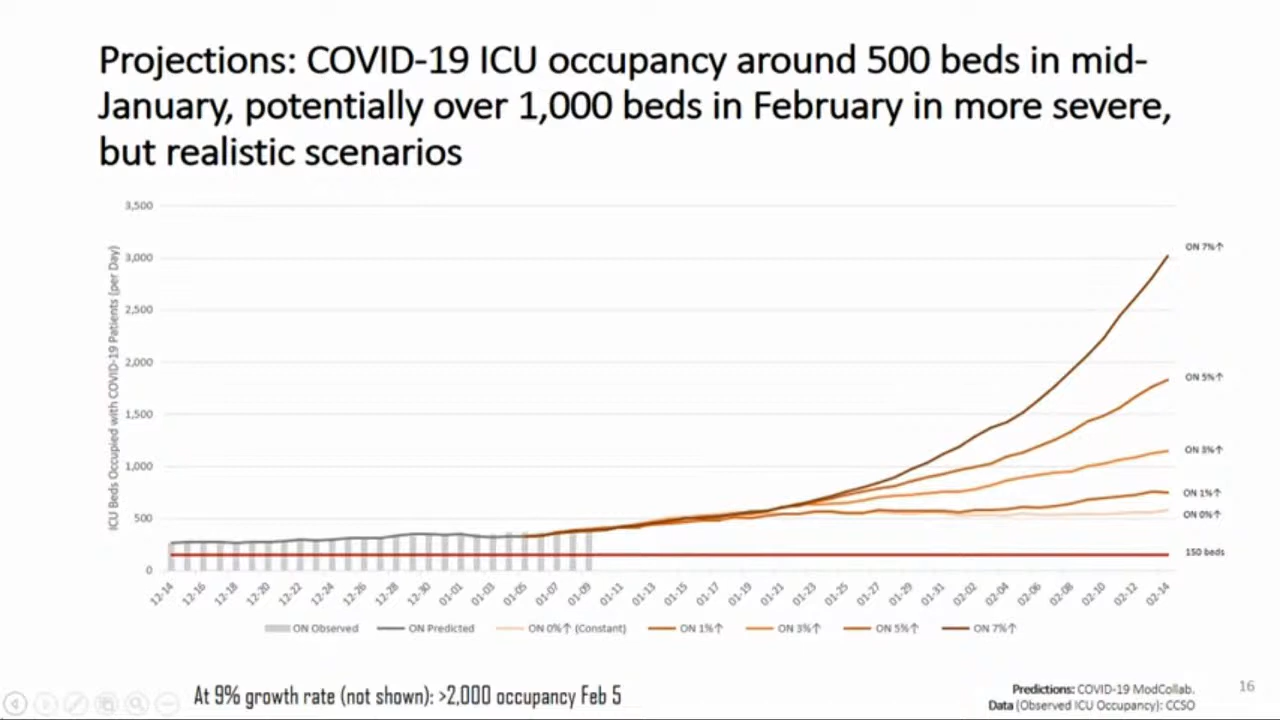 Projections: COVID-19 ICU occupancy around 500 beds in mid-
January, potentially over 1,000 beds in February in more severe,
but realistic scenarios
ICU Beds Occupied with COVID-19 Patients (per Day)
3,500
3,000
2,500
2,000
1,500
1,000
500
0
ON 7%↑
ON 5%↑
ON 3%↑
ON 1%↑
ON 0%↑
150 beds
12-14 12-16 12-18 12-20 12-22 12-24 12-26 12-28 12-30 01-01 01-03 01-05 01-07 01-09 01-11 01-13 01-15 01-17 01-19 01-21 01-23 01-25 01-27 01-29 01-31 02-02 02-04 02-06 02-08 02-10 02-12 02-14
ON Observed ON Predicted ON 0%↑ (Constant) ON 1%↑ ON 3%↑ ON 5%↑ ON 7%↑
At 9% growth rate (not shown): >2,000 occupancy Feb 5
Predictions: COVID-19 ModCollab.
Data (Observed ICU Occupancy): CCSO
16